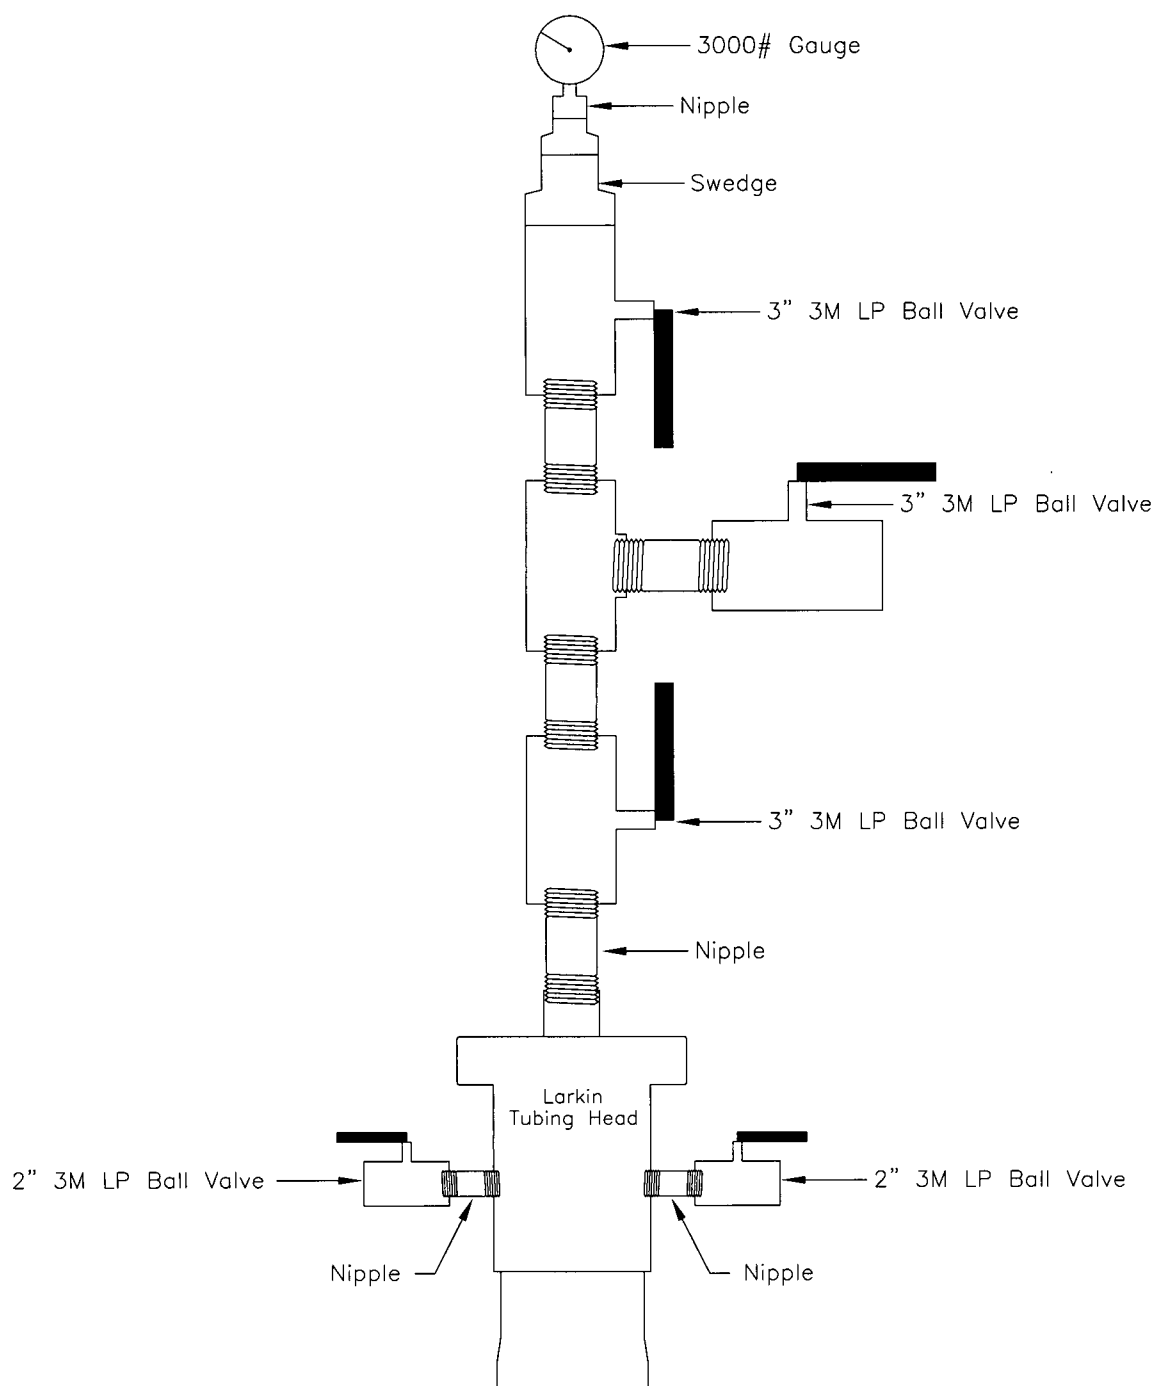 3000# Gauge
Nipple
Swedge
3" 3M LP Ball Valve
3" 3M LP Ball Valve
3" 3M LP Ball Valve
Nipple
Larkin
Tubing Head
2" 3M LP Ball Valve
2" 3M LP Ball Valve
Nipple
Nipple